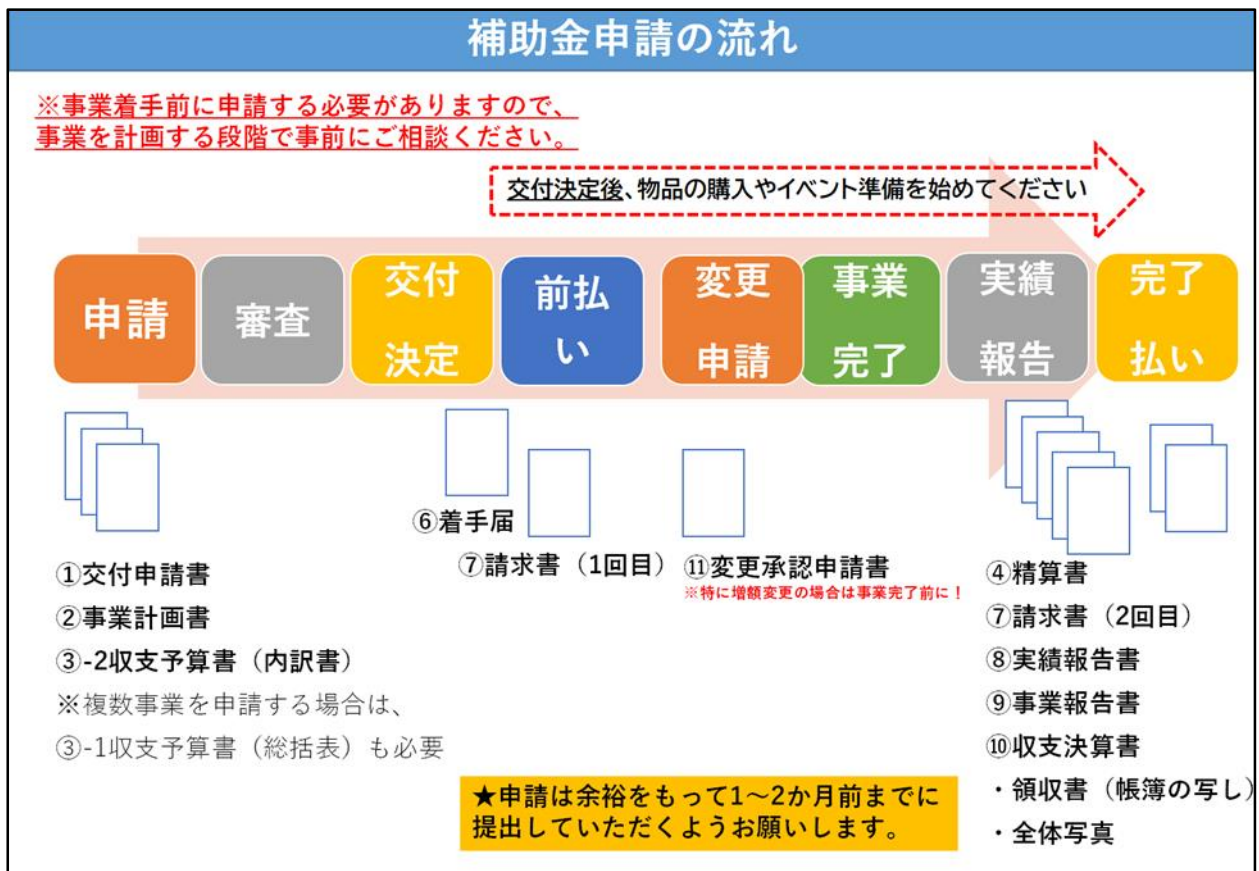 補助金申請の流れ
※事業着手前に申請する必要がありますので、
事業を計画する段階で事前にご相談ください。
交付決定後、物品の購入やイベント準備を始めてください
申請
審査
交付
決定
前払
い
変更
申請
事業
完了
実績
報告
完了
払い
①交付申請書
②事業計画書
③-2収支予算書（内訳書）
※複数事業を申請する場合は、
③-1収支予算書（総括表）も必要
⑥着手届
⑦請求書（1回目）
⑪変更承認申請書
※特に増額変更の場合は事業完了前に！
④精算書
⑦請求書（2回目）
⑧実績報告書
⑨事業報告書
⑩収支決算書
・領収書（帳簿の写し）
・全体写真
★申請は余裕をもって1～2か月前までに
提出していただくようお願いします。